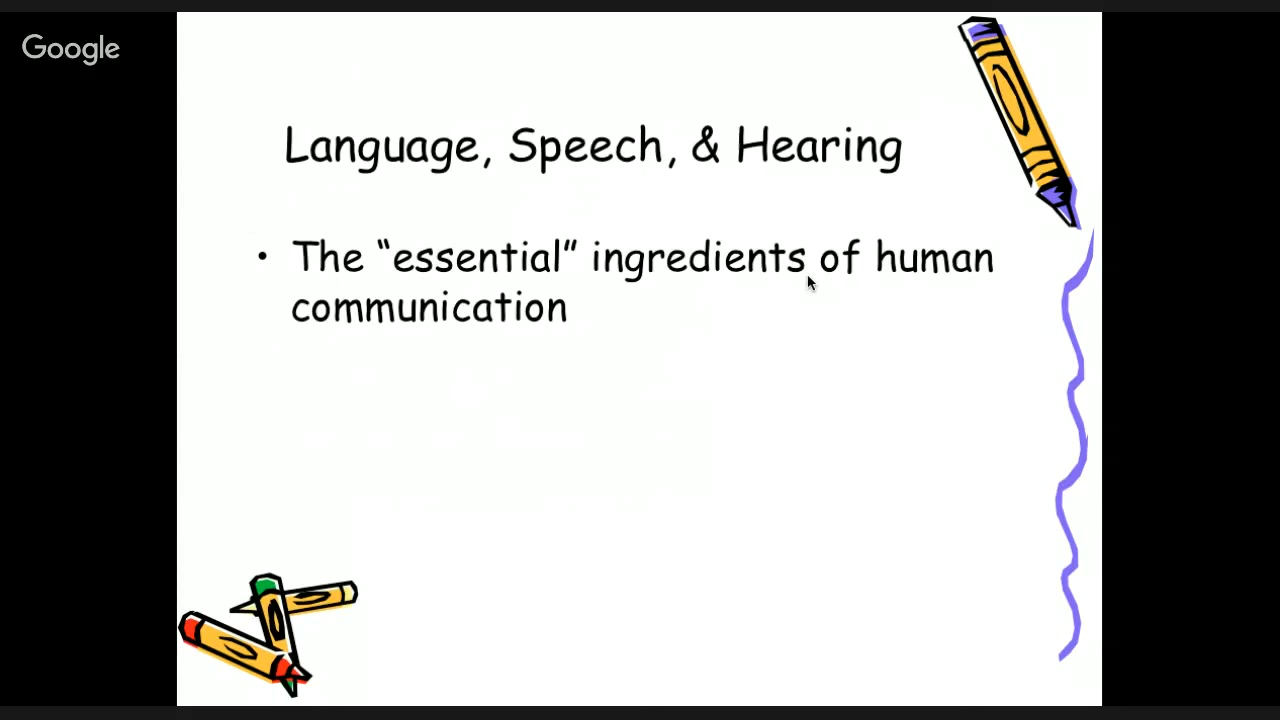 Google
Language, Speech, & Hearing
• The “essential” ingredients of human
communication